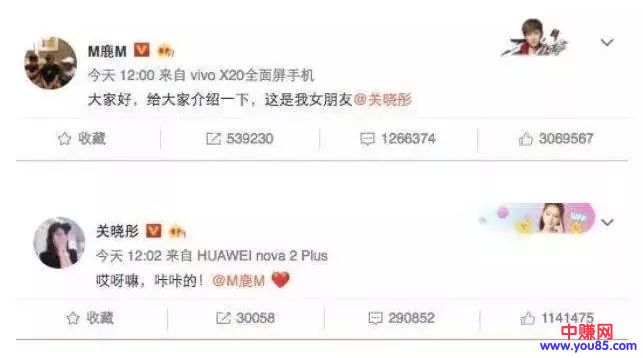 M鹿M
今天 12:00 来自 vivo X20全面屏手机
大家好，给大家介绍一下，这是我女朋友@关晓彤
收藏 539230 1266374 3069567
关晓彤
今天 12:02 来自 HUAWEI nova 2 Plus
哎呀嘛，咔咔的！@M鹿M
收藏 30058 290852 1141475
中赚网
www.you85.com